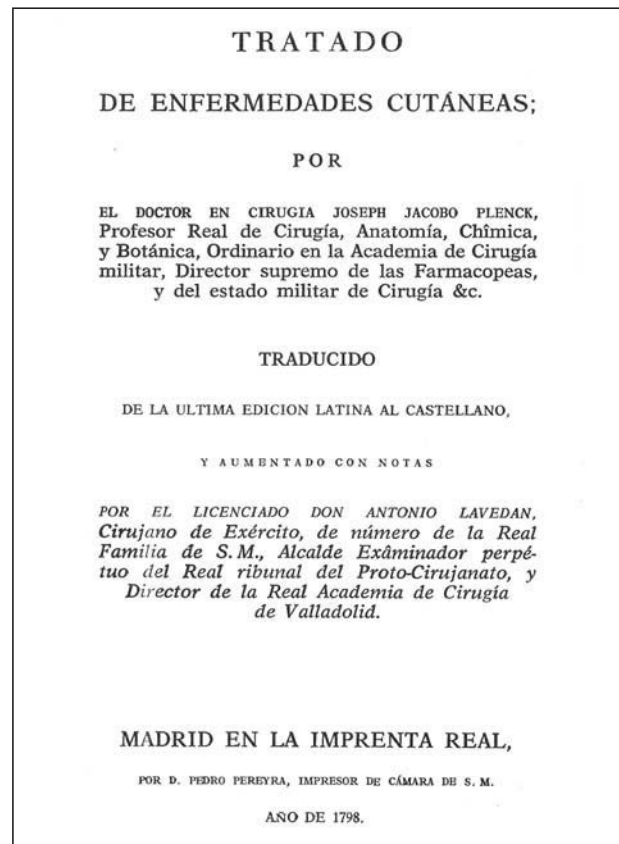 TRATADO
DE ENFERMEDADES CUTÁNEAS;
POR
EL DOCTOR EN CIRUGIA JOSEPH JACOBO PLENCK,
Profesor Real de Cirugía, Anatomía, Chîmica,
y Botánica, Ordinario en la Academia de Cirugía
militar, Director supremo de las Farmacopeas,
y del estado militar de Cirugía &c.
TRADUCIDO
DE LA ULTIMA EDICION LATINA AL CASTELLANO,
Y AUMENTADO CON NOTAS
POR EL LICENCIADO DON ANTONIO LAVEDAN,
Cirujano de Exército, de número de la Real
Familia de S. M., Alcalde Exâminador perpé-
tuo del Real ribunal del Proto-Cirujanato, y
Director de la Real Academia de Cirugía
de Valladolid.
MADRID EN LA IMPRENTA REAL,
POR D. PEDRO PEREYRA, IMPRESOR DE CÁMARA DE S. M.
AÑO DE 1798.